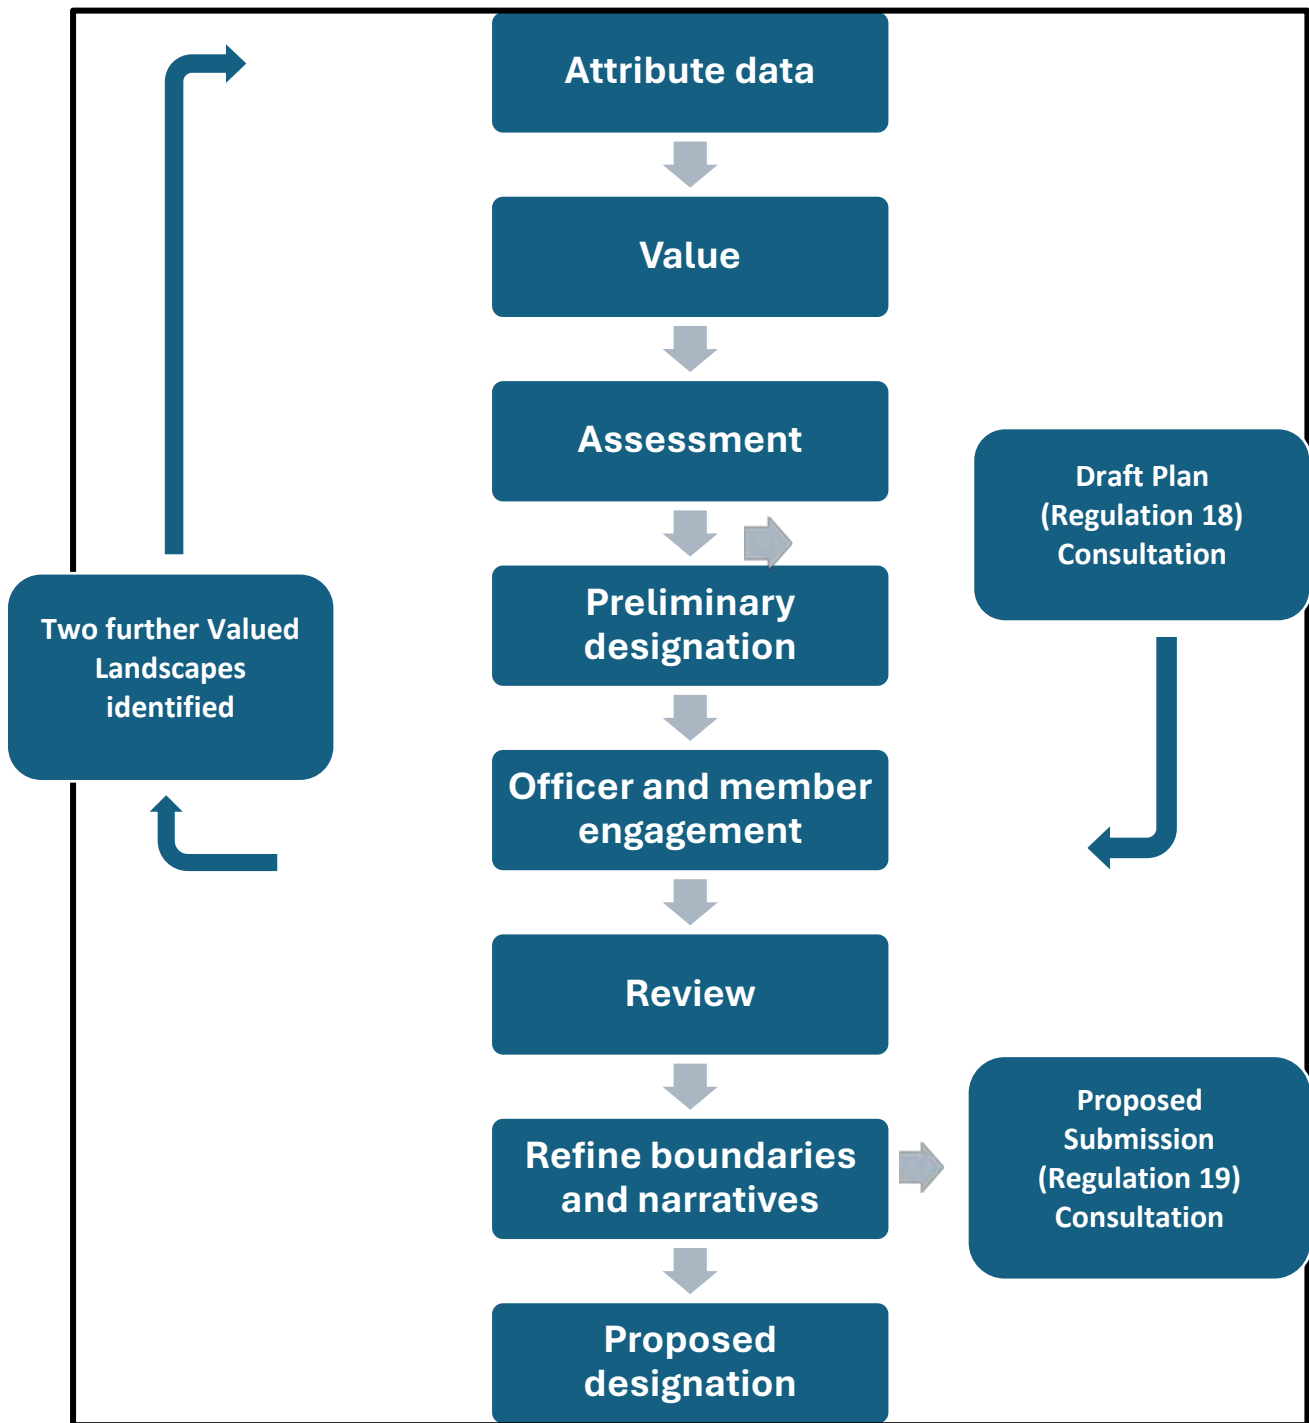 Attribute data
Value
Assessment
Draft Plan
(Regulation 18)
Consultation
Preliminary
designation
Two further Valued
Landscapes
identified
Officer and member
engagement
Review
Refine boundaries
and narratives
Proposed
Submission
(Regulation 19)
Consultation
Proposed
designation